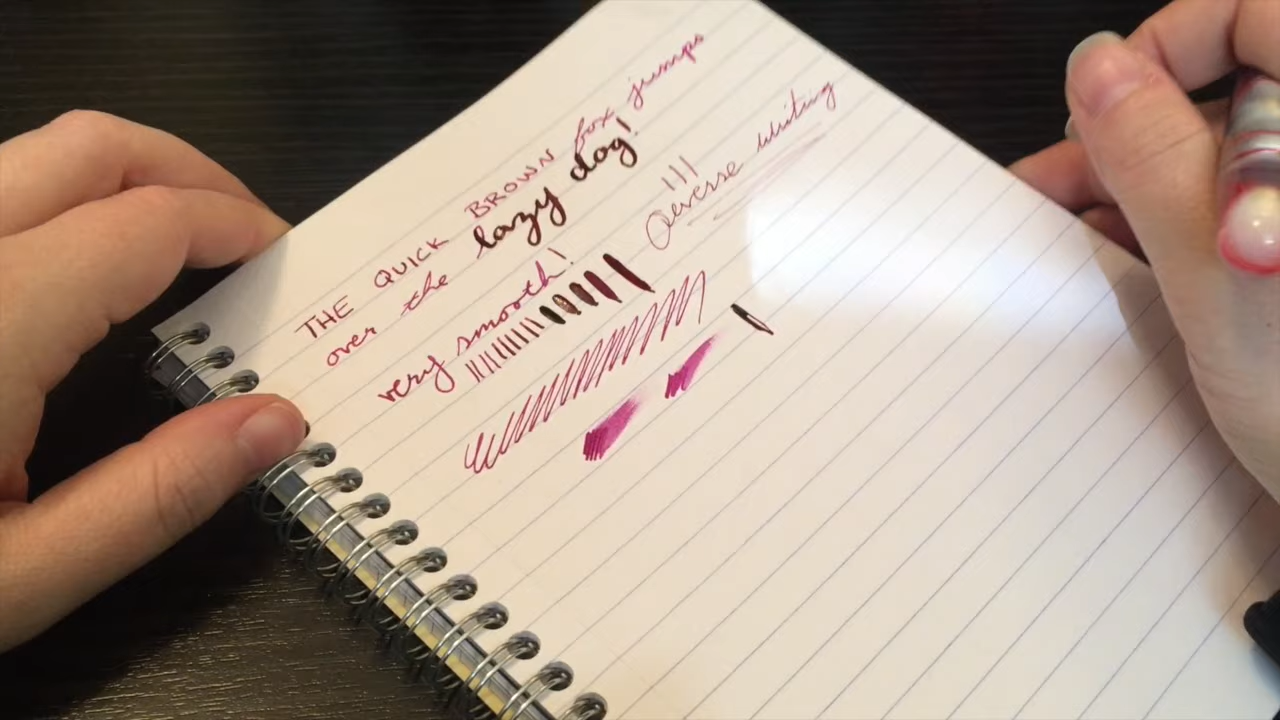 THE QUICK BROWN fox jumps
over the lazy dog!
very smooth!
Reverse writing